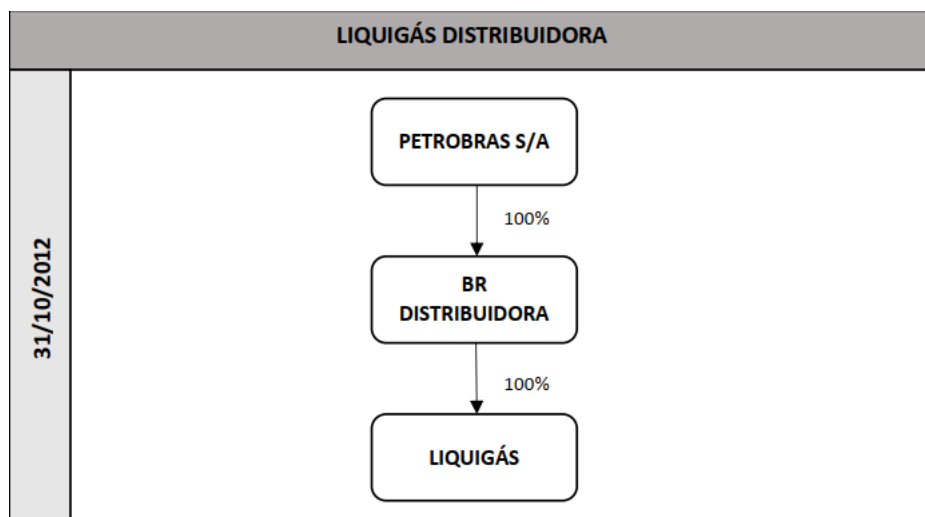 LIQUIGÁS DISTRIBUIDORA
31/10/2012
PETROBRAS S/A
100%
BR
DISTRIBUIDORA
100%
LIQUIGÁS